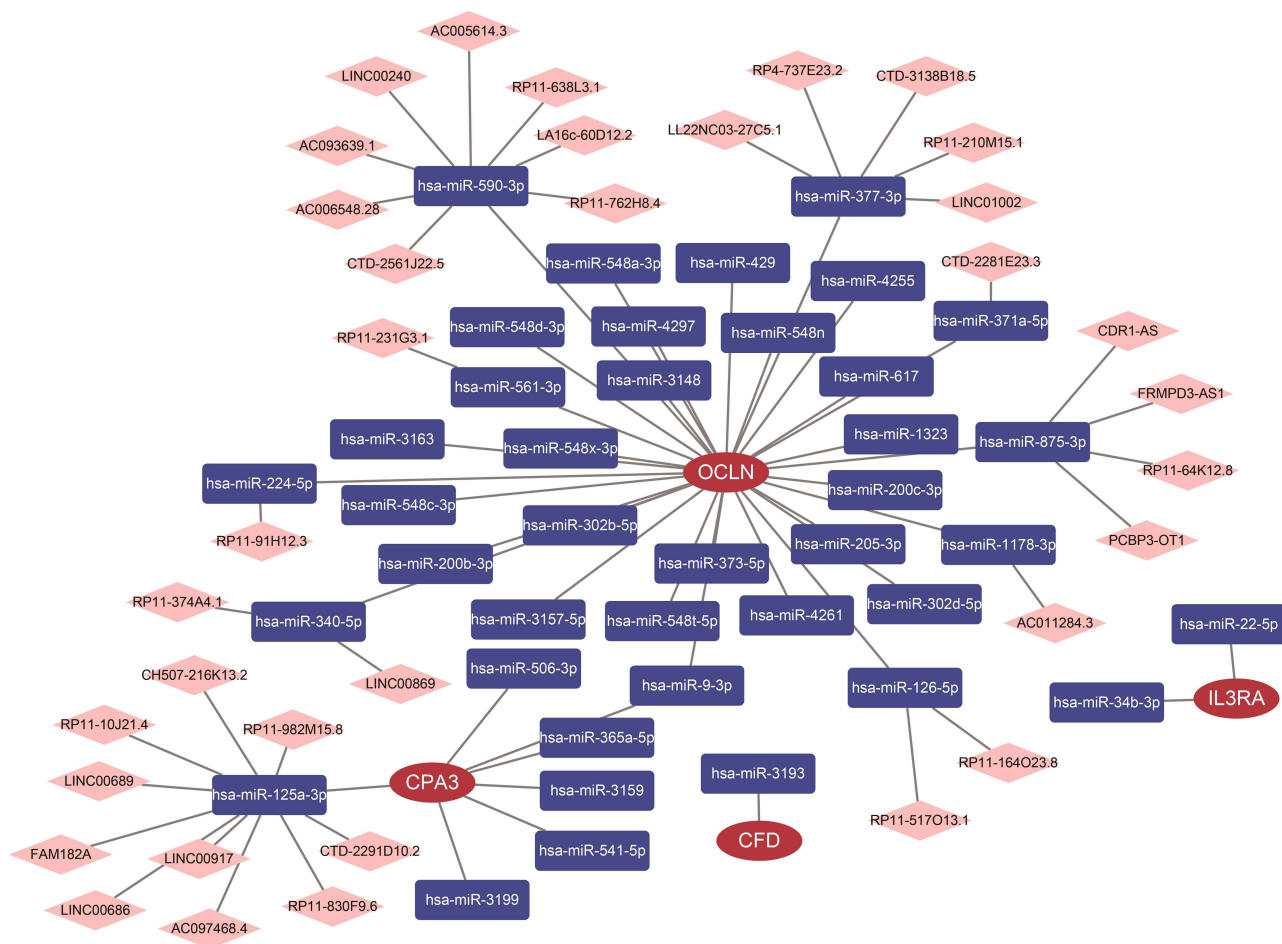 AC005614.3
LINC00240
RP11-638L3.1
LA16c-60D12.2
AC093639.1
hsa-miR-590-3p
AC006548.28
RP11-762H8.4
CTD-2561J22.5
RP4-737E23.2
CTD-3138B18.5
LL22NC03-27C5.1
RP11-210M15.1
hsa-miR-377-3p
LINC01002
hsa-miR-548a-3p
hsa-miR-429
hsa-miR-4255
CTD-2281E23.3
hsa-miR-548d-3p
hsa-miR-4297
hsa-miR-548n
hsa-miR-371a-5p
RP11-231G3.1
CDR1-AS
hsa-miR-561-3p
hsa-miR-3148
hsa-miR-617
FRMPD3-AS1
hsa-miR-3163
hsa-miR-548x-3p
hsa-miR-1323
hsa-miR-875-3p
OCLN
RP11-64K12.8
hsa-miR-224-5p
hsa-miR-548c-3p
hsa-miR-200c-3p
RP11-91H12.3
hsa-miR-302b-5p
hsa-miR-205-3p
hsa-miR-1178-3p
PCBP3-OT1
hsa-miR-200b-3p
hsa-miR-373-5p
RP11-374A4.1
hsa-miR-340-5p
hsa-miR-3157-5p
hsa-miR-548t-5p
hsa-miR-4261
hsa-miR-302d-5p
AC011284.3
hsa-miR-22-5p
hsa-miR-506-3p
CH507-216K13.2
LINC00869
hsa-miR-9-3p
hsa-miR-126-5p
hsa-miR-34b-3p
IL3RA
RP11-10J21.4
RP11-982M15.8
hsa-miR-365a-5p
RP11-164O23.8
LINC00689
hsa-miR-125a-3p
CPA3
hsa-miR-3159
hsa-miR-3193
RP11-517O13.1
CFD
FAM182A
LINC00917
CTD-2291D10.2
hsa-miR-541-5p
LINC00686
AC097468.4
RP11-830F9.6
hsa-miR-3199